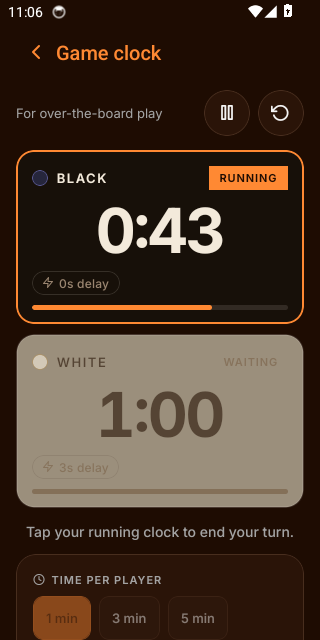 11:06
Game clock
For over-the-board play
BLACK
RUNNING
0:43
0s delay
WHITE
WAITING
1:00
3s delay
Tap your running clock to end your turn.
TIME PER PLAYER
1 min
3 min
5 min